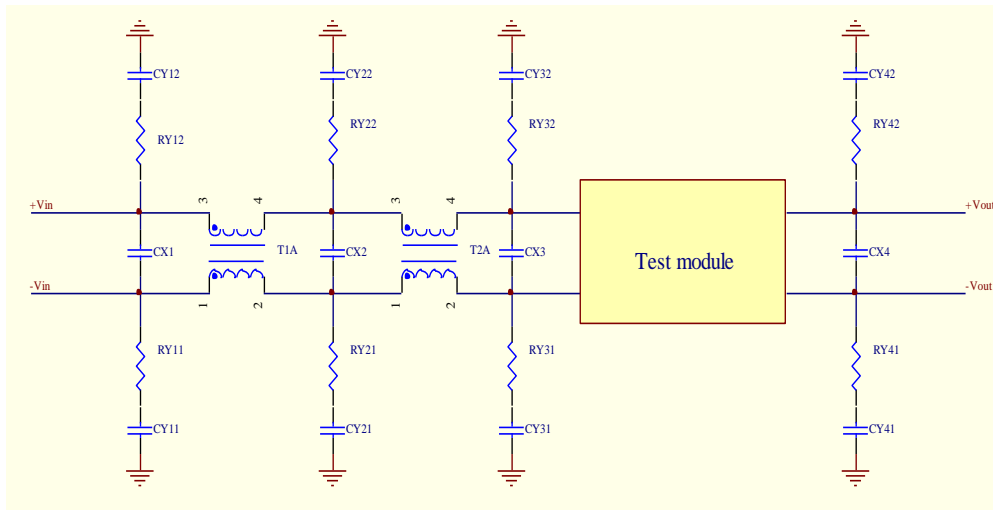 CY12
CY22
CY32
CY42
RY12
RY22
RY32
RY42
+Vin
3
4
3
4
+Vout
CX1
T1A
CX2
T2A
CX3
Test module
CX4
-Vin
1
2
1
2
-Vout
RY11
RY21
RY31
RY41
CY11
CY21
CY31
CY41